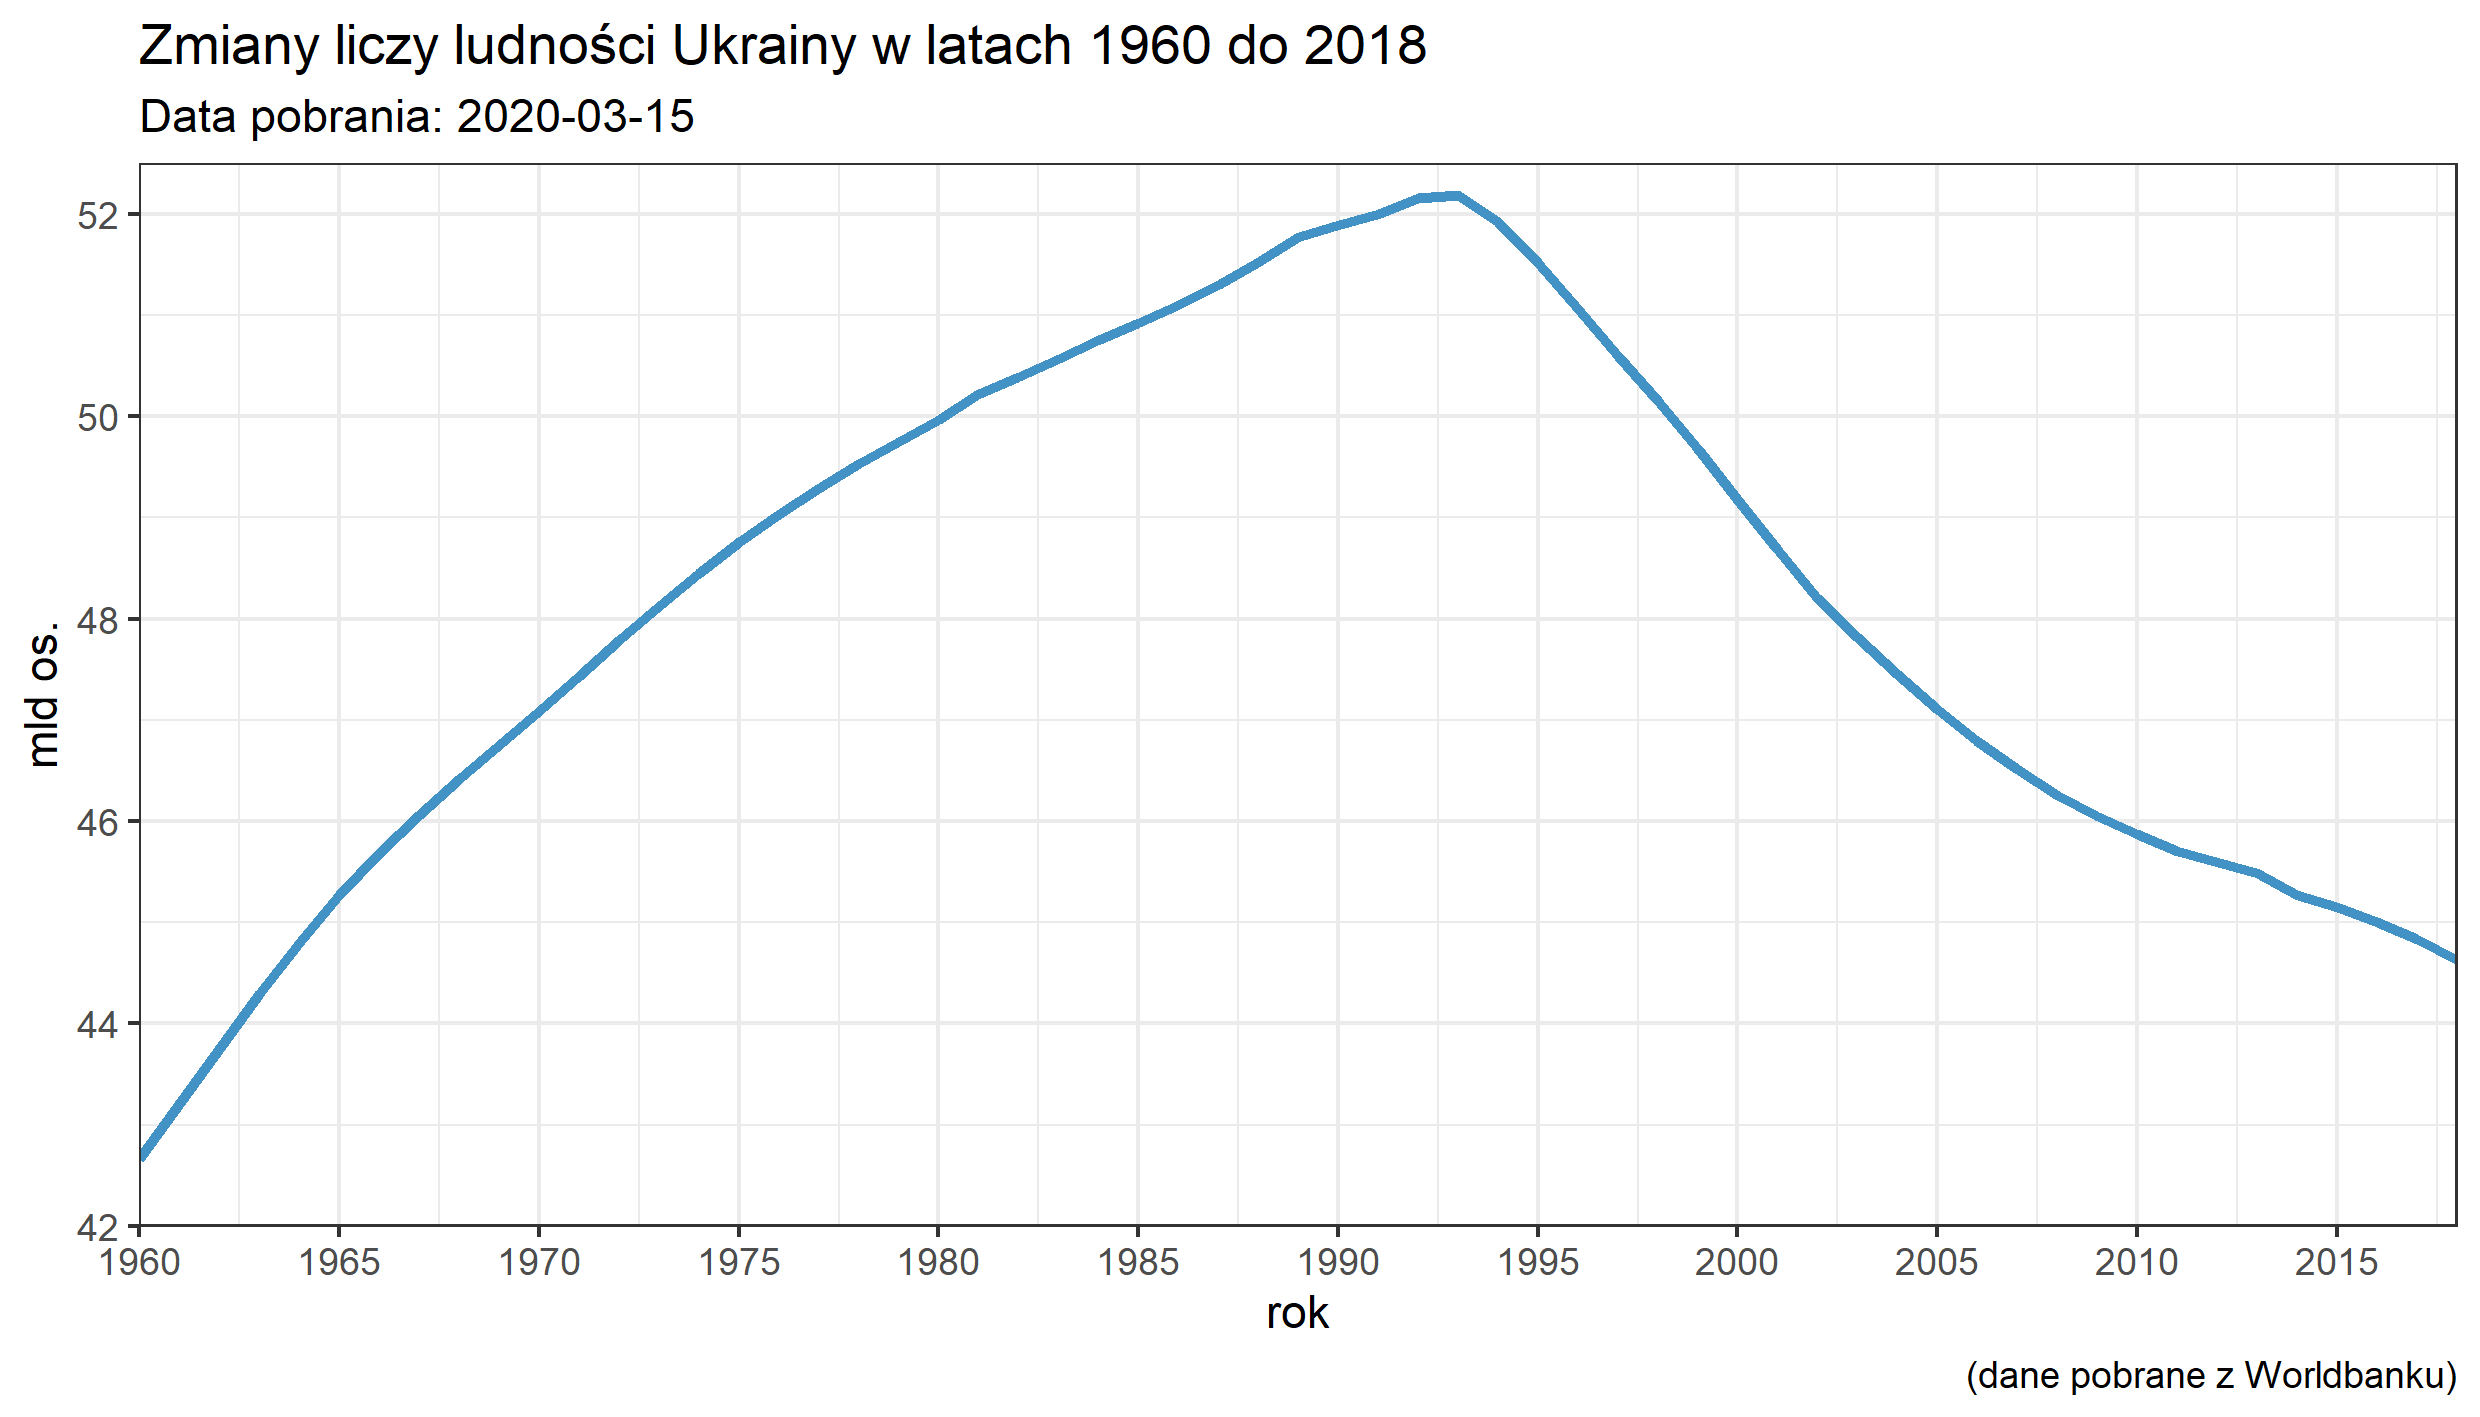 Zmiany liczy ludności Ukrainy w latach 1960 do 2018
Data pobrania: 2020-03-15
52
50
48
46
44
42
mld os.
1960 1965 1970 1975 1980 1985 1990 1995 2000 2005 2010 2015
rok
(dane pobrane z Worldbanku)